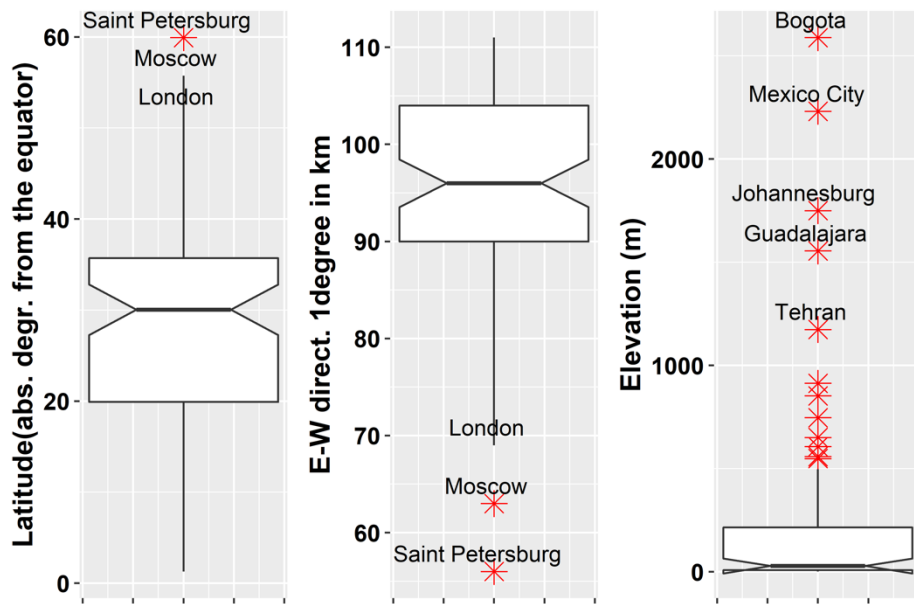 Latitude(abs. degr. from the equator)
60
40
20
0
Saint Petersburg
Moscow
London
E-W direct. 1degree in km
110
100
90
80
70
60
London
Moscow
Saint Petersburg
Elevation (m)
2000
1000
0
Bogota
Mexico City
Johannesburg
Guadalajara
Tehran